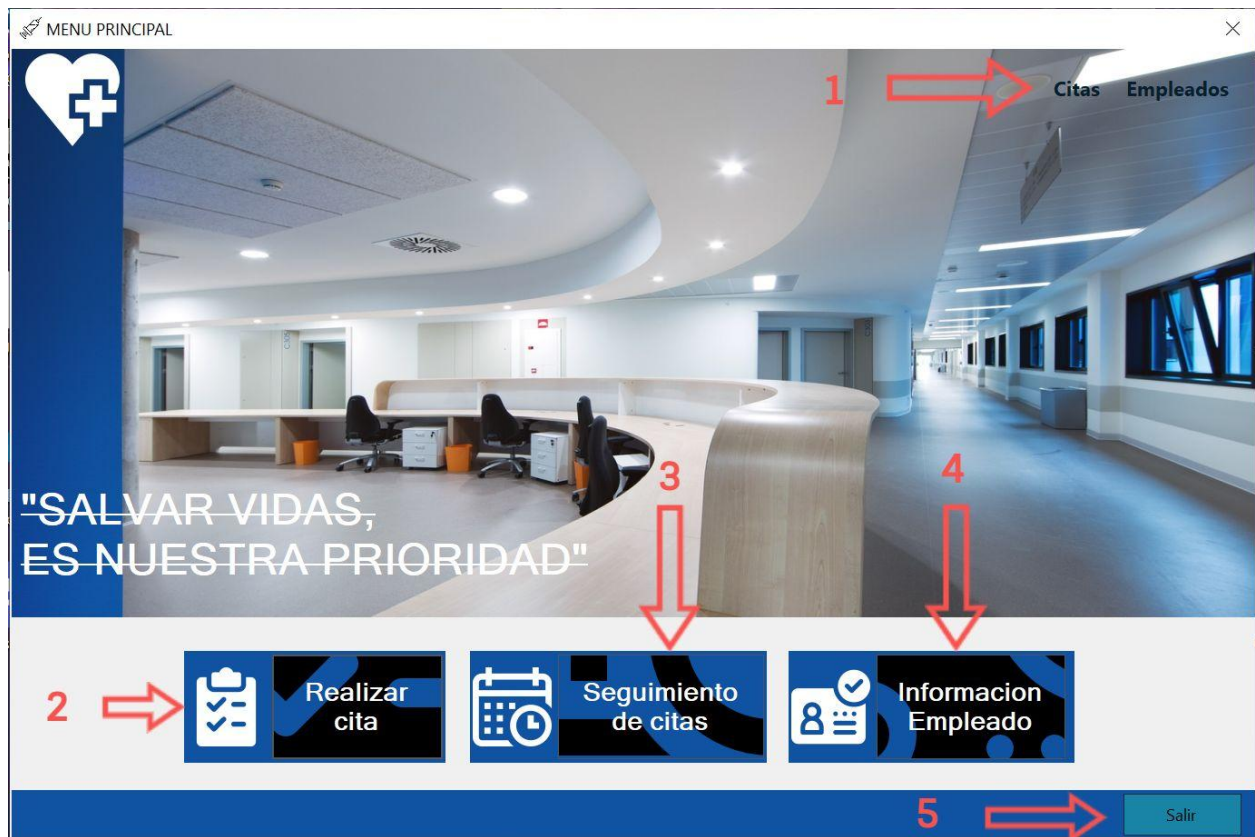 MENU PRINCIPAL
1
Citas Empleados
3
4
"SALVAR VIDAS,
ES NUESTRA PRIORIDAD"
2
Realizar
cita
Seguimiento
de citas
Informacion
Empleado
5
Salir